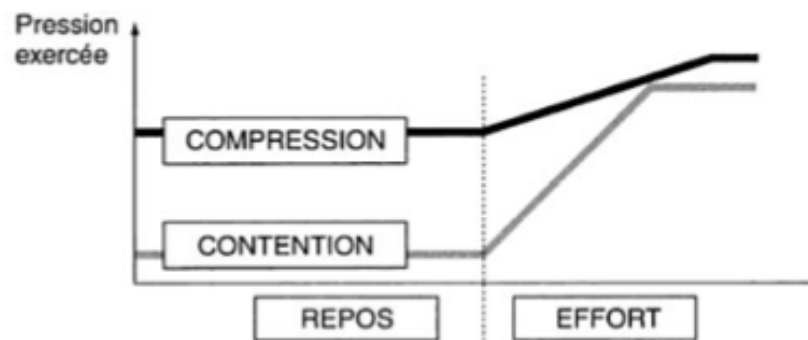 Pression
exercée
COMPRESSION
CONTENTION
REPOS
EFFORT